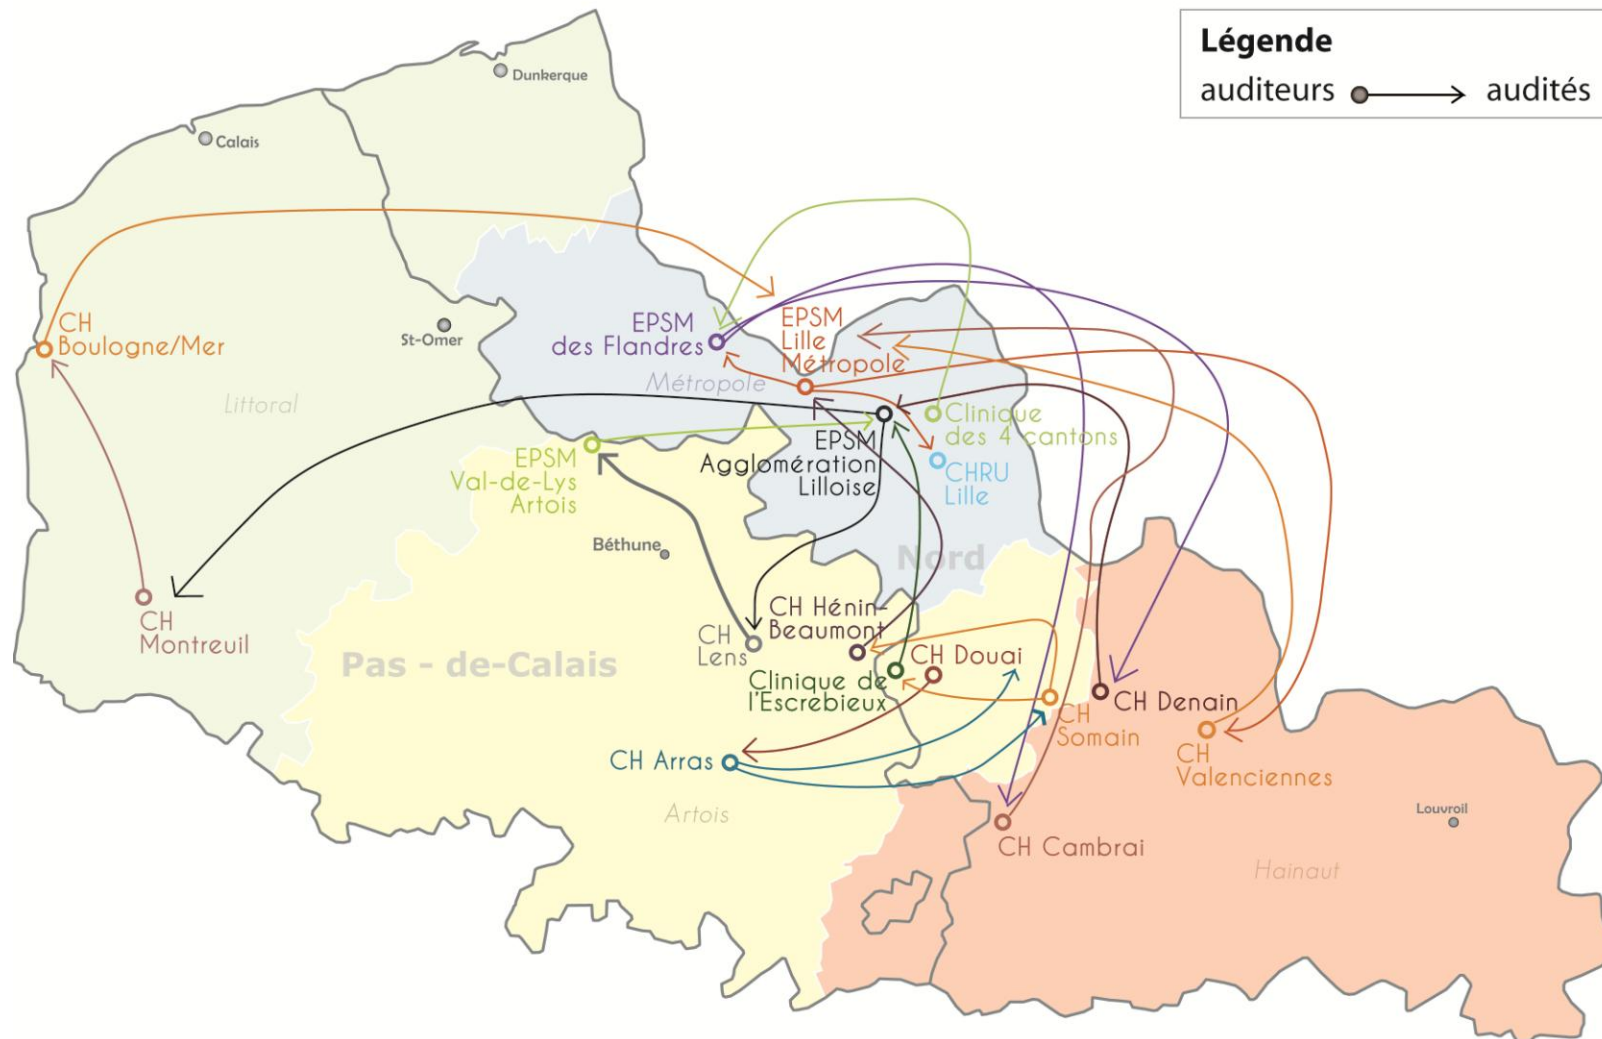 Légende
auditeurs
audités
Dunkerque
Calais
CH
Boulogne/Mer
St-Omer
Littoral
EPSM
des Flandres
Métropole
EPSM
Lille
Métropole
Clinique
des 4 cantons
EPSM
Agglomération
Lilloise
CHRU
Lille
EPSM
Val-de-Lys
Artois
Béthune
Nord
CH
Montreuil
Pas - de-Calais
CH
Lens
CH Hénin-
Beaumont
CH Douai
Clinique de
l'Escrebieux
CH Denain
CH
Somain
CH
Valenciennes
CH Arras
Artois
CH Cambrai
Louvroil
Hainaut